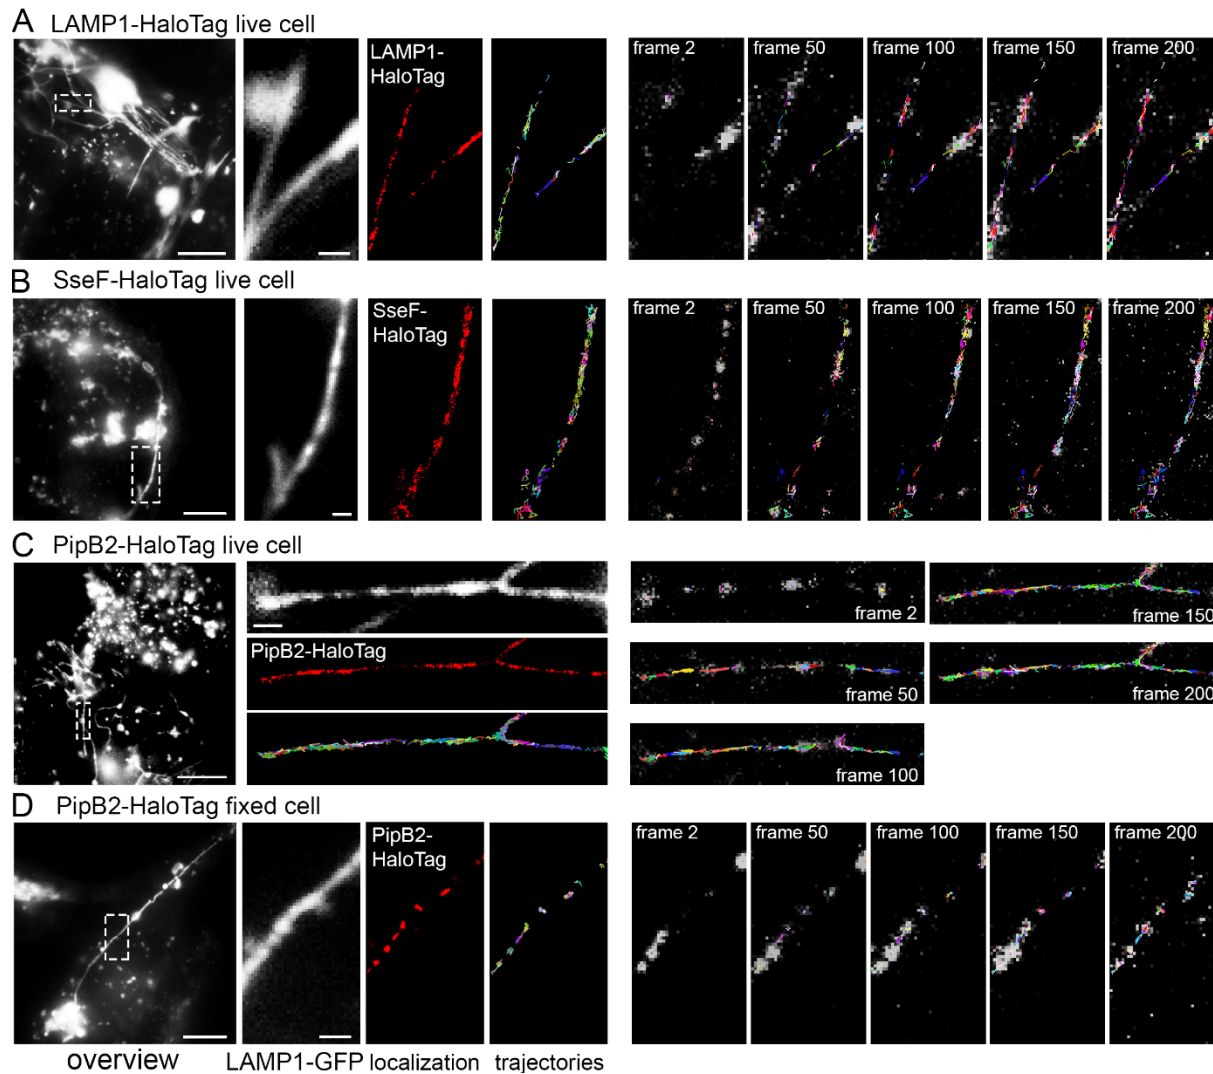 A LAMP1-HaloTag live cell
LAMP1-
HaloTag
frame 2
frame 50
frame 100
frame 150
frame 200
B SseF-HaloTag live cell
SseF-
HaloTag
frame 2
frame 50
frame 100
frame 150
frame 200
C PipB2-HaloTag live cell
PipB2-HaloTag
frame 2
frame 150
frame 50
frame 200
frame 100
D PipB2-HaloTag fixed cell
PipB2-
HaloTag
frame 2
frame 50
frame 100
frame 150
frame 200
overview LAMP1-GFP localization trajectories